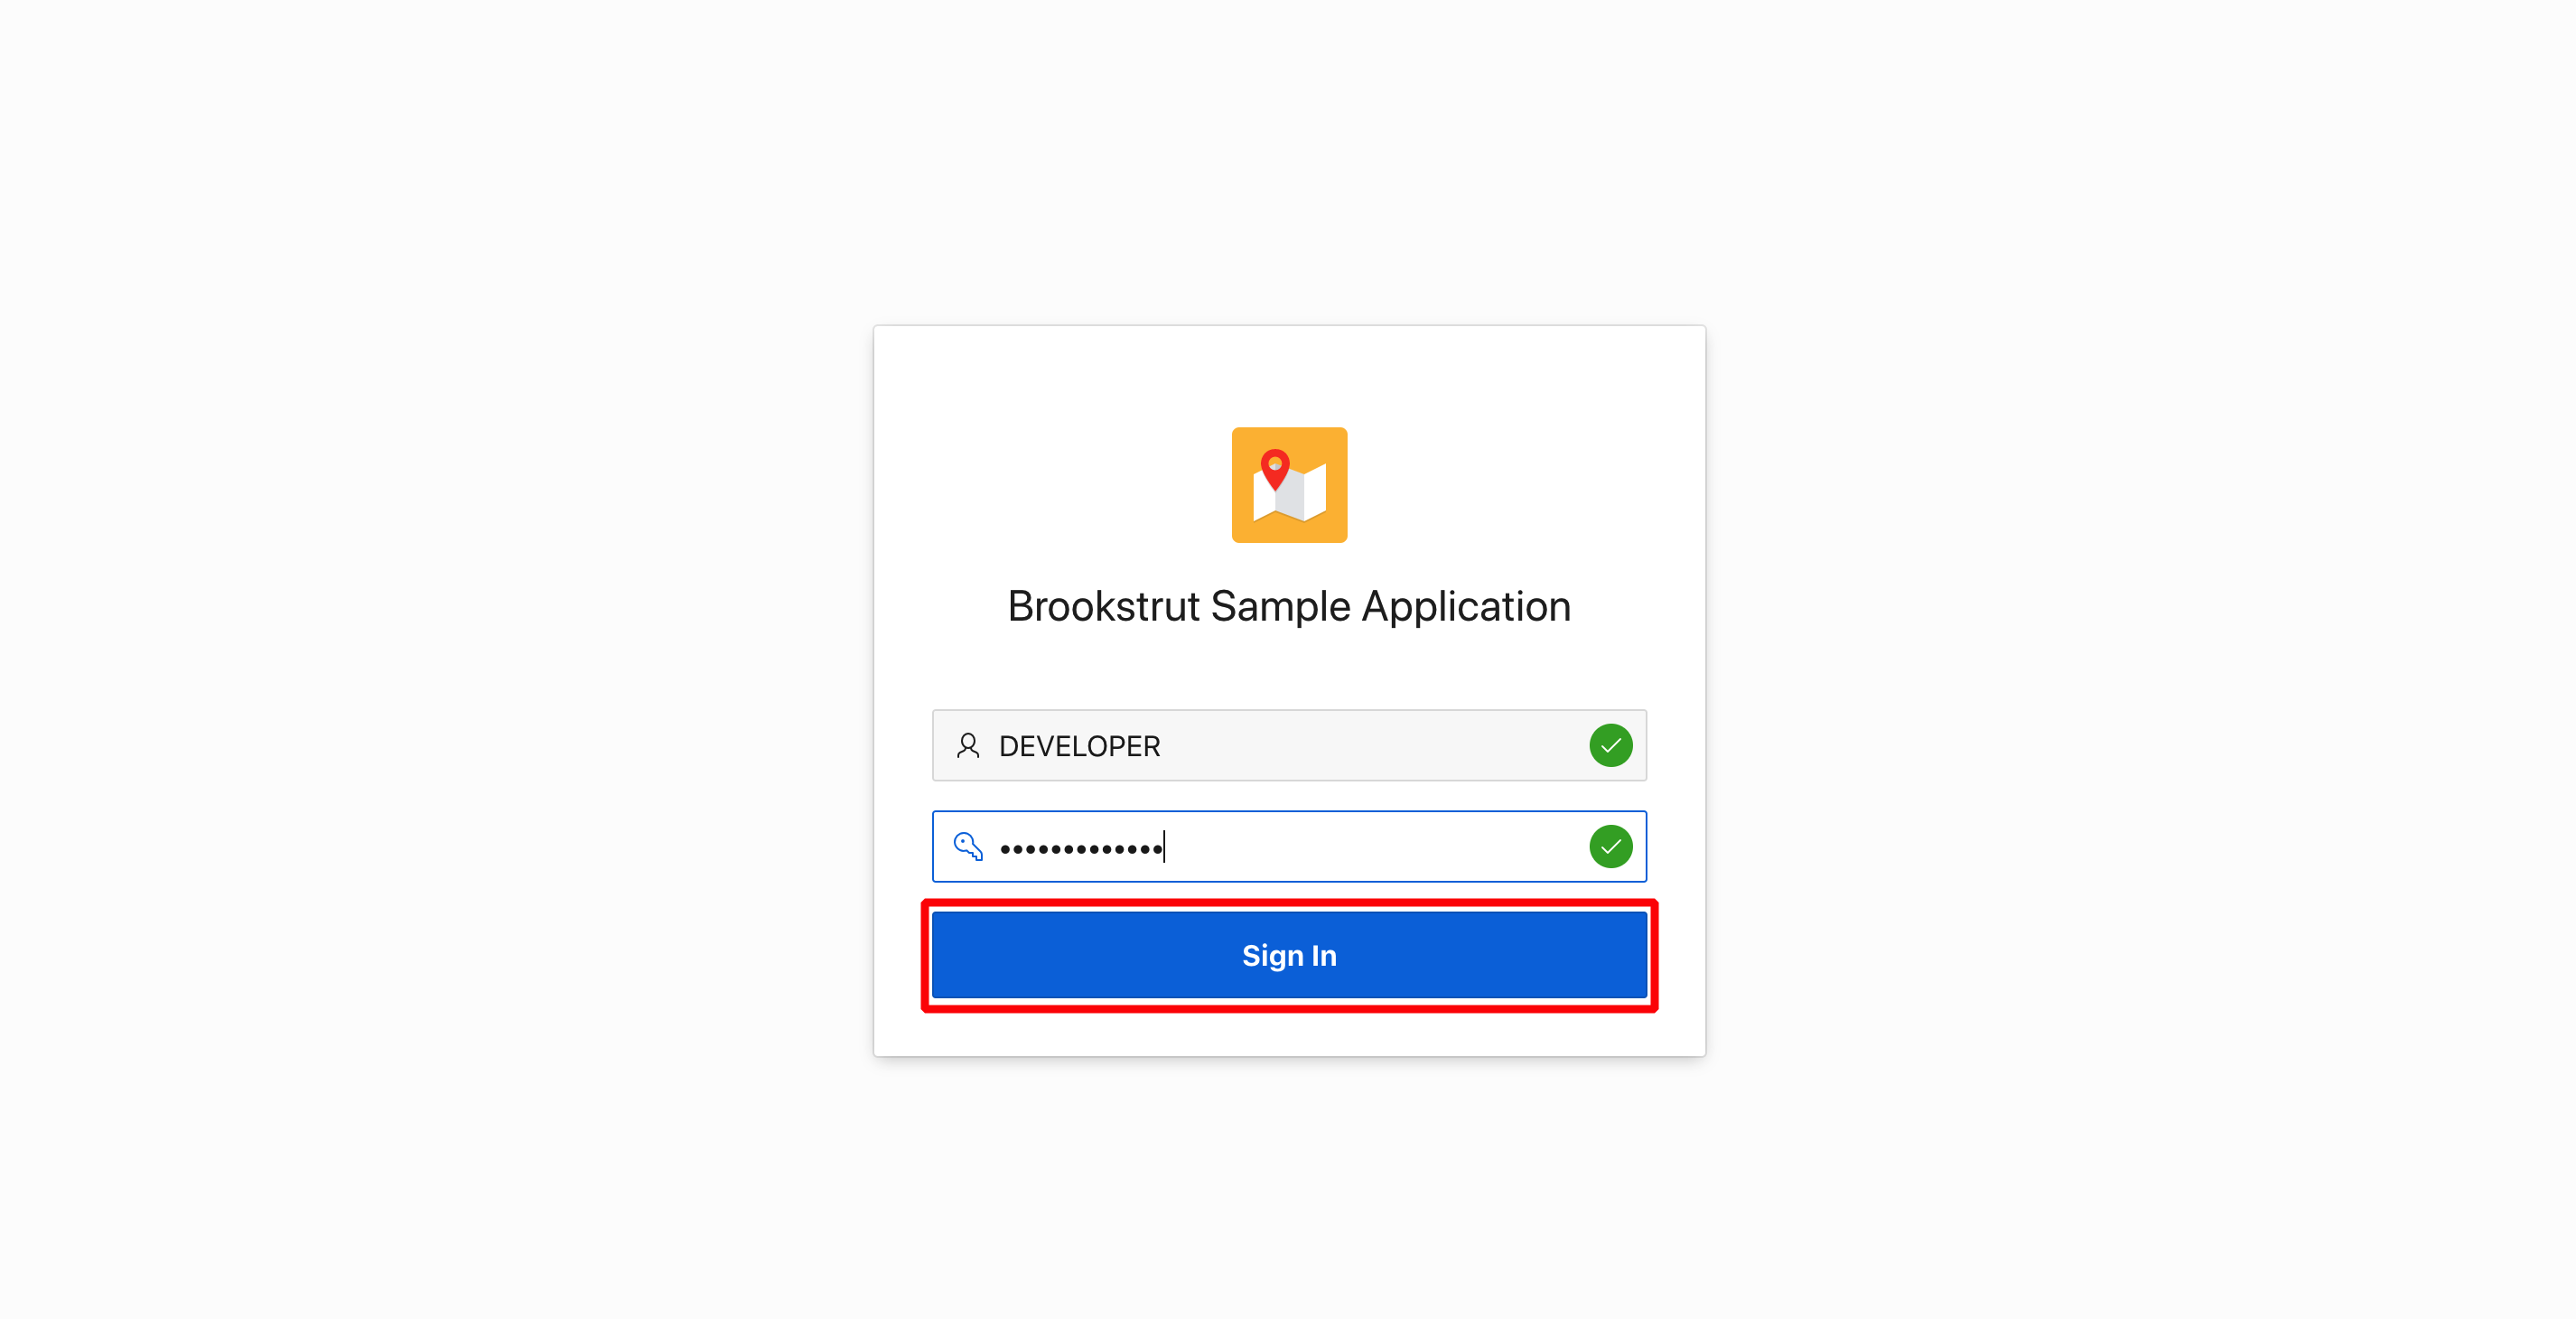 Brookstrut Sample Application
DEVELOPER
•••••••••••••
Sign In